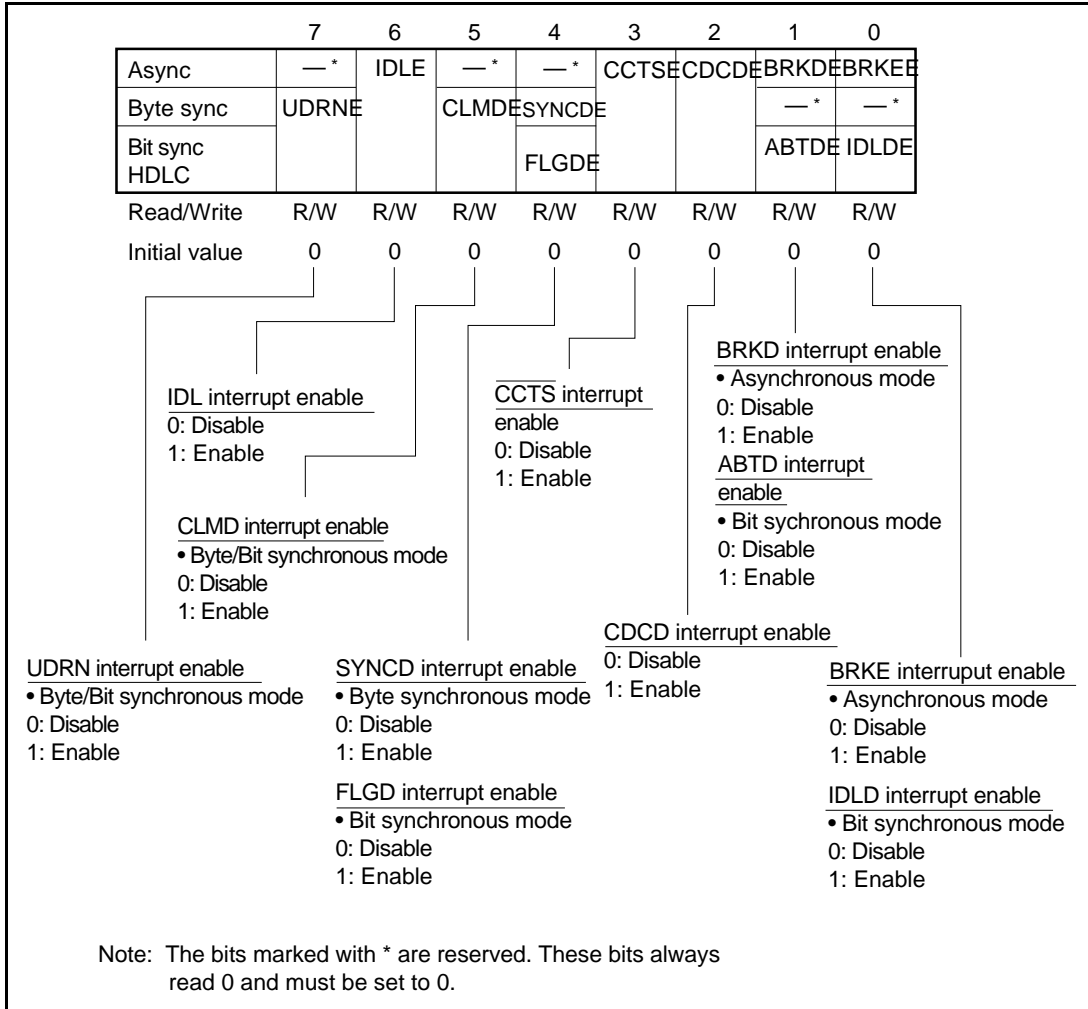 7 6 5 4 3 2 1 0
Async — * IDLE — * — * CCTSE CDCDE BRKDE BRKEE
Byte sync UDRNE CLMDE SYNCDE — * — *
Bit sync
HDLC FLGDE ABTDE IDLDE
Read/Write R/W R/W R/W R/W R/W R/W R/W R/W
Initial value 0 0 0 0 0 0 0 0
BRKD interrupt enable
• Asynchronous mode
0: Disable
1: Enable
ABTD interrupt
enable
• Bit sychronous mode
0: Disable
1: Enable
IDL interrupt enable
0: Disable
1: Enable
CCTS interrupt
enable
0: Disable
1: Enable
CLMD interrupt enable
• Byte/Bit synchronous mode
0: Disable
1: Enable
CDCD interrupt enable
0: Disable
1: Enable
UDRN interrupt enable
• Byte/Bit synchronous mode
0: Disable
1: Enable
SYNCD interrupt enable
• Byte synchronous mode
0: Disable
1: Enable
FLGD interrupt enable
• Bit synchronous mode
0: Disable
1: Enable
BRKE interruput enable
• Asynchronous mode
0: Disable
1: Enable
IDLD interrupt enable
• Bit synchronous mode
0: Disable
1: Enable
Note: The bits marked with * are reserved. These bits always
read 0 and must be set to 0.